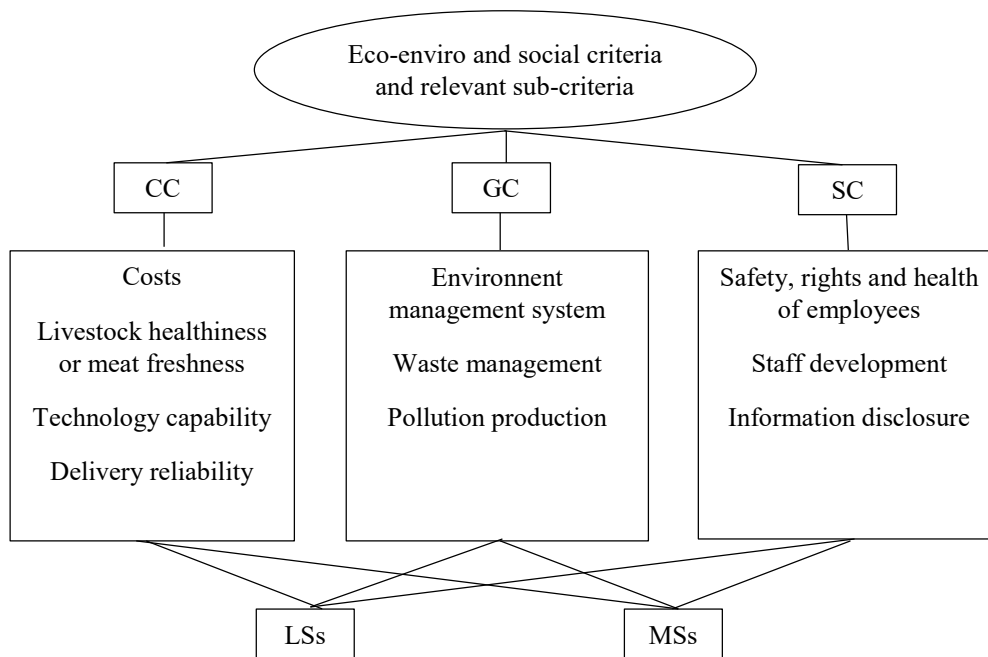 Eco-enviro and social criteria
and relevant sub-criteria
CC
GC
SC
Costs
Livestock healthiness
or meat freshness
Technology capability
Delivery reliability
Environnent
management system
Waste management
Pollution production
Safety, rights and health
of employees
Staff development
Information disclosure
LSs
MSs